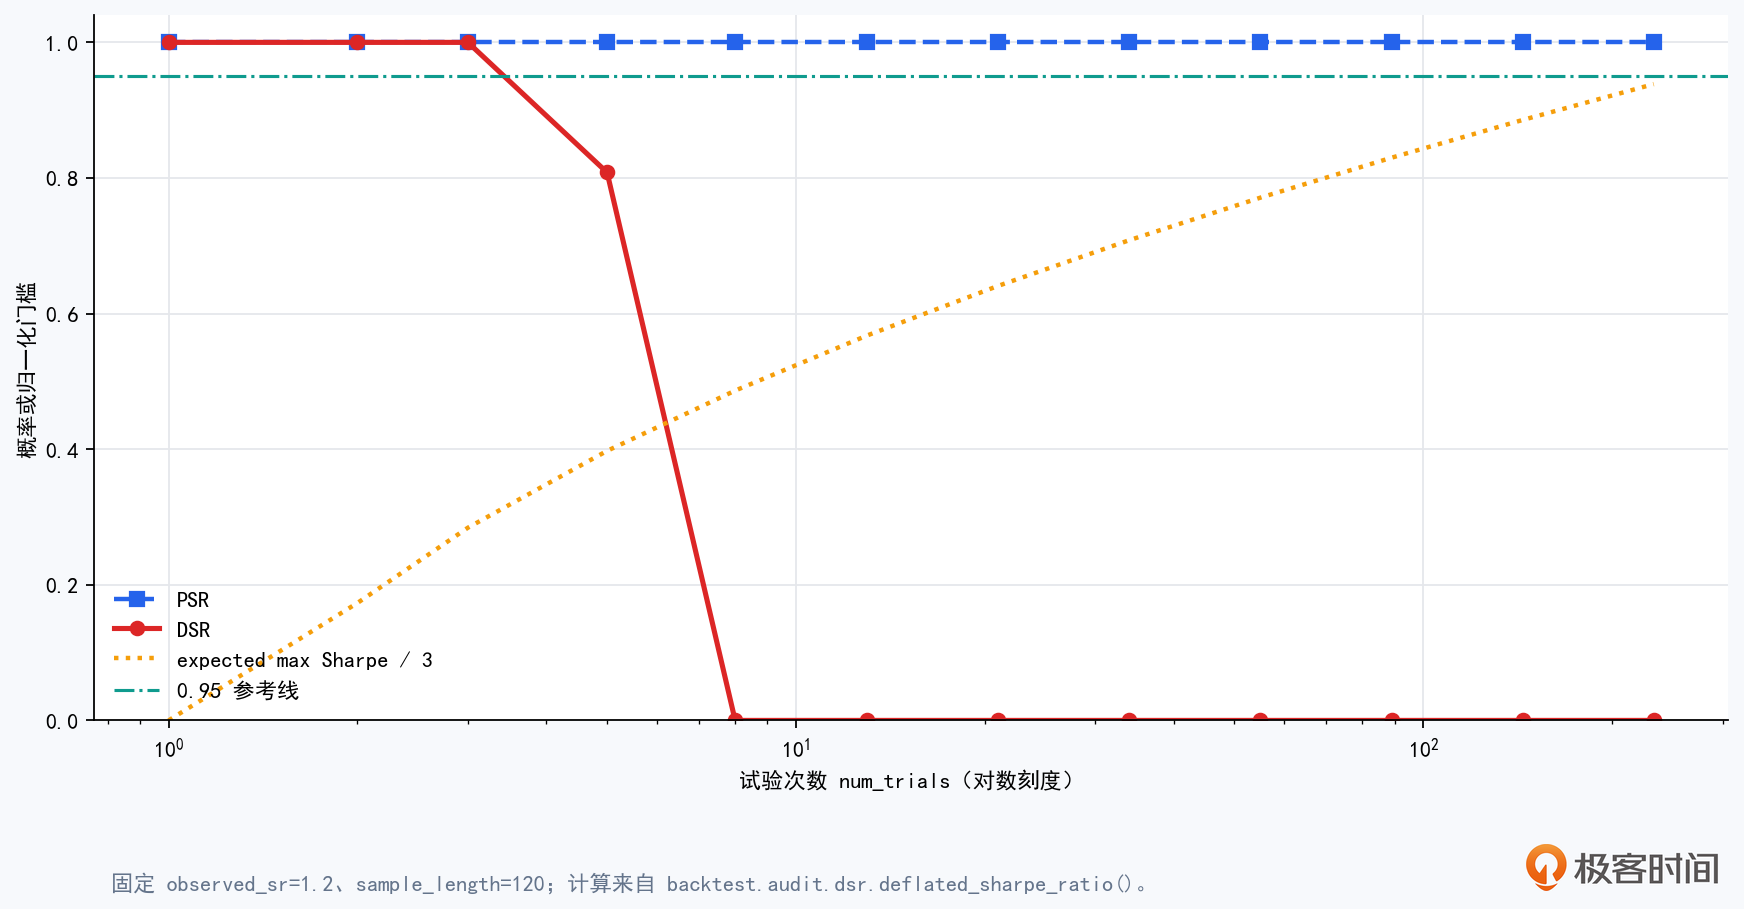 概率或归一化门槛
1.0
0.8
0.6
0.4
0.2
0.0
PSR
DSR
expected max Sharpe / 3
0.95 参考线
10⁰
10¹
10²
试验次数 num_trials（对数刻度）
固定 observed_sr=1.2、sample_length=120；计算来自 backtest.audit.dsr.deflated_sharpe_ratio()。
极客时间